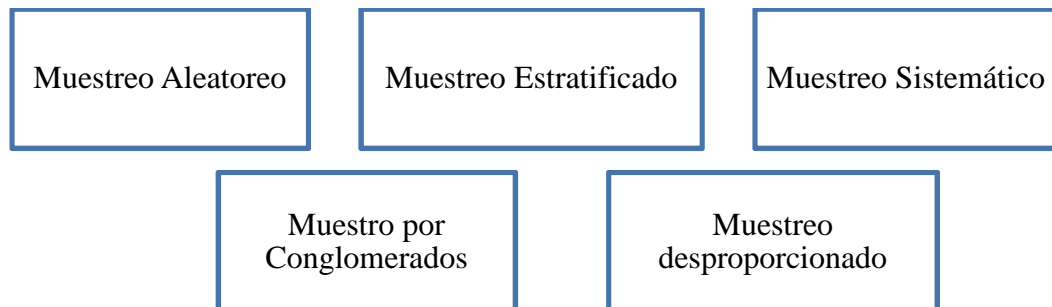 Muestreo Aleatoreo
Muestreo Estratificado
Muestreo Sistemático
Muestro por
Conglomerados
Muestreo
desproporcionado